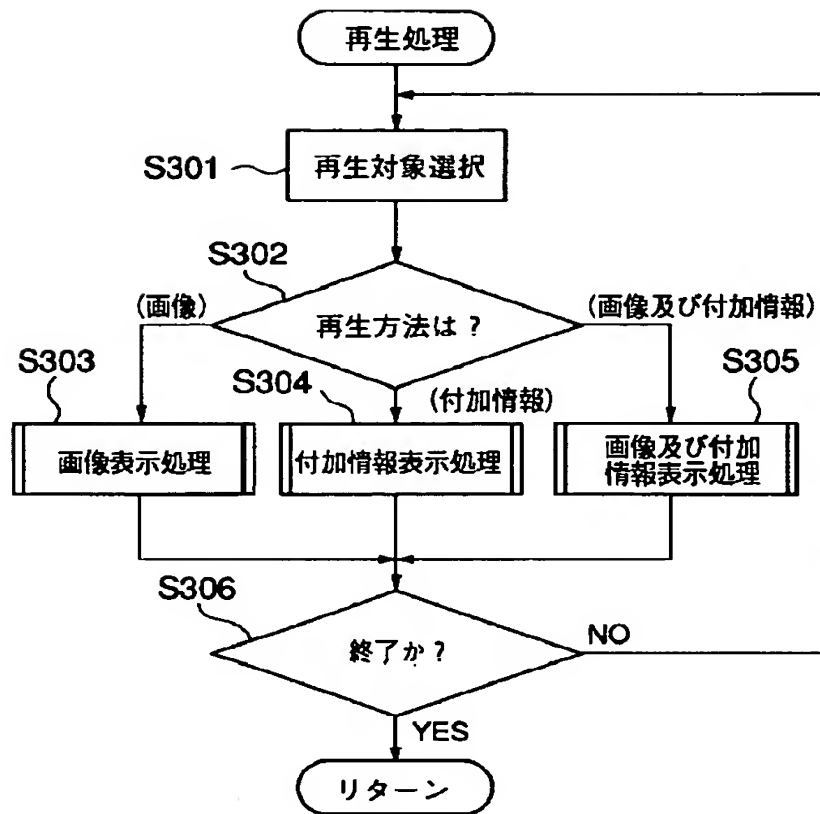 再生処理
S301
再生対象選択
S302
(画像)
再生方法は？
(画像及び付加情報)
S303
S304
(付加情報)
S305
画像表示処理
付加情報表示処理
画像及び付加
情報表示処理
S306
終了か？
NO
YES
リターン